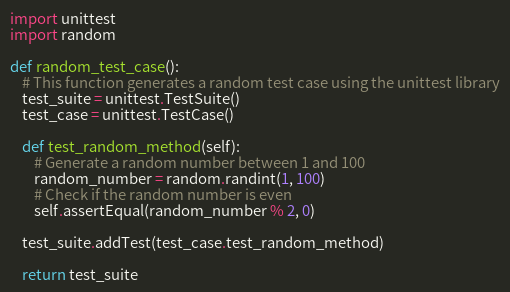 import unittest
import random

def random_test_case():
    # This function generates a random test case using the unittest library
    test_suite = unittest.TestSuite()
    test_case = unittest.TestCase()

    def test_random_method(self):
        # Generate a random number between 1 and 100
        random_number = random.randint(1, 100)
        # Check if the random number is even
        self.assertEqual(random_number % 2, 0)

    test_suite.addTest(test_case.test_random_method)

    return test_suite